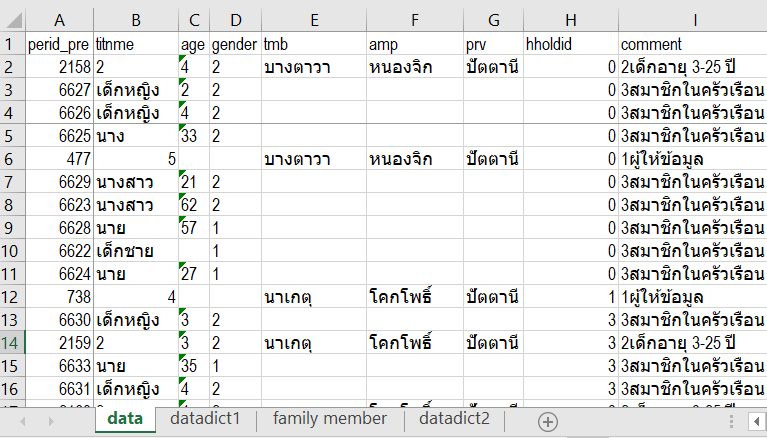 A B C D E F G H I
1 perid_pre titnme age gender tmb amp prv hholdid comment
2 2158 2 4 2 บางตาวา หนองจิก ปัตตานี 0 2เด็กอายุ 3-25 ปี
3 6627 เด็กหญิง 2 2 0 3สมาชิกในครัวเรือน
4 6626 เด็กหญิง 4 2 0 3สมาชิกในครัวเรือน
5 6625 นาง 33 2 0 3สมาชิกในครัวเรือน
6 477 5 บางตาวา หนองจิก ปัตตานี 0 1ผู้ให้ข้อมูล
7 6629 นางสาว 21 2 0 3สมาชิกในครัวเรือน
8 6623 นางสาว 62 2 0 3สมาชิกในครัวเรือน
9 6628 นาย 57 1 0 3สมาชิกในครัวเรือน
10 6622 เด็กชาย 1 0 3สมาชิกในครัวเรือน
11 6624 นาย 27 1 0 3สมาชิกในครัวเรือน
12 738 4 นาเกตุ โคกโพธิ์ ปัตตานี 1 1ผู้ให้ข้อมูล
13 6630 เด็กหญิง 3 2 3 3สมาชิกในครัวเรือน
14 2159 2 3 2 นาเกตุ โคกโพธิ์ ปัตตานี 3 2เด็กอายุ 3-25 ปี
15 6633 นาย 35 1 3 3สมาชิกในครัวเรือน
16 6631 เด็กหญิง 4 2 3 3สมาชิกในครัวเรือน
data datadict1 family member datadict2